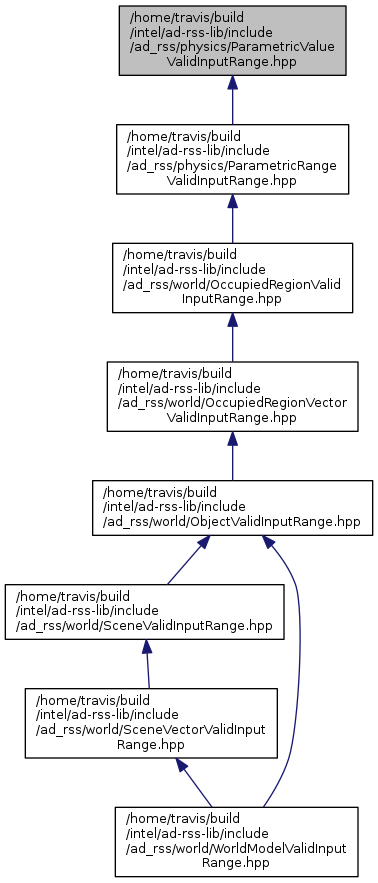 /home/travis/build
/intel/ad-rss-lib/include
/ad_rss/physics/ParametricValue
ValidInputRange.hpp
/home/travis/build
/intel/ad-rss-lib/include
/ad_rss/physics/ParametricRange
ValidInputRange.hpp
/home/travis/build
/intel/ad-rss-lib/include
/ad_rss/world/OccupiedRegionValid
InputRange.hpp
/home/travis/build
/intel/ad-rss-lib/include
/ad_rss/world/OccupiedRegionVector
ValidInputRange.hpp
/home/travis/build
/intel/ad-rss-lib/include
/ad_rss/world/ObjectValidInputRange.hpp
/home/travis/build
/intel/ad-rss-lib/include
/ad_rss/world/SceneValidInputRange.hpp
/home/travis/build
/intel/ad-rss-lib/include
/ad_rss/world/SceneVectorValidInput
Range.hpp
/home/travis/build
/intel/ad-rss-lib/include
/ad_rss/world/WorldModelValidInput
Range.hpp